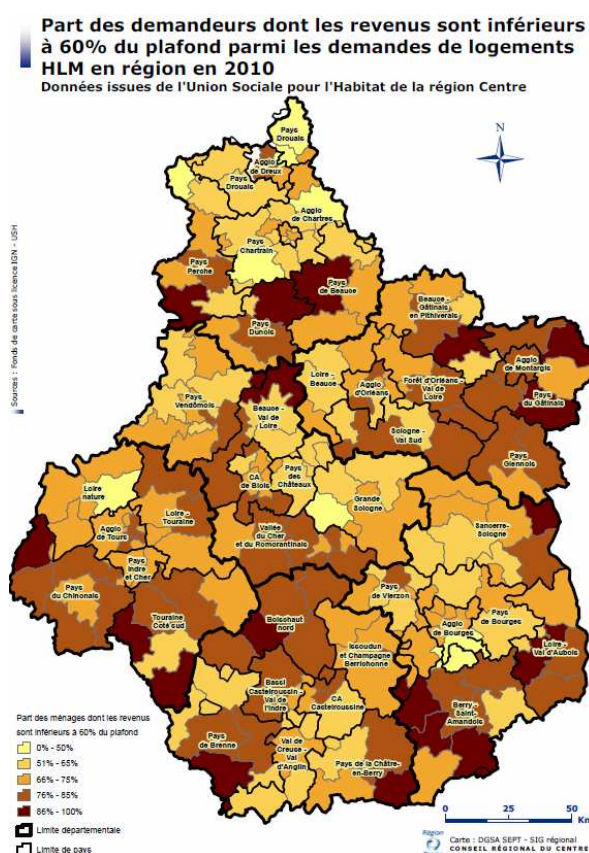 Part des demandeurs dont les revenus sont inférieurs
à 60% du plafond parmi les demandes de logements
HLM en région en 2010
Données issues de l'Union Sociale pour l'Habitat de la région Centre
N
Pays
Drouais
Agglo
de Dreux
Pays
Drouais
Agglo
de Chartres
Pays
Chartrain
Pays
Perche
Pays
de Beauce
Pays
Dunois
Beauce -
Gâtinais
en Pithiverais
Sources : Fonds de carte sous licence IGN - USH
Loire -
Beauce
Agglo
d'Orléans
Forêt d'Orléans -
Val de
Loire
Agglo
de Montargis
Pays
du Gâtinais
Pays
Vendômois
Beauce -
Val de
Loire
Sologne -
Val Sud
Pays
Giennois
CA
de Blois
Pays
des
Châteaux
Grande
Sologne
Loire
nature
Loire -
Touraine
Agglo
de Tours
Vallée
du Cher
et du Romorantinais
Sancerre-
Sologne
Pays
Indre
et Cher
Pays
du Chinonais
Touraine
Coté sud
Boischaut
nord
Pays
de Vierzon
Agglo
de Bourges
Pays
de Bourges
Issoudun
et Champagne
Berrichonne
Loire -
Val d'Aubois
Bassi
Castelroussin -
Val de
l'Indre
CA
Castelroussine
Berry -
Saint-
Amandois
Pays
de Brenne
Val de
Creuse - Val
d'Anglin
Pays de la Châtre-
en-Berry
Part des ménages dont les revenus
sont inférieurs à 60% du plafond
0% - 50%
51% - 65%
66% - 75%
76% - 85%
86% - 100%
Limite départementale
Limite de pays
0 25 50
Km
Région
Carte : DGSA SEPT - SIG régional
CONSEIL RÉGIONAL DU CENTRE